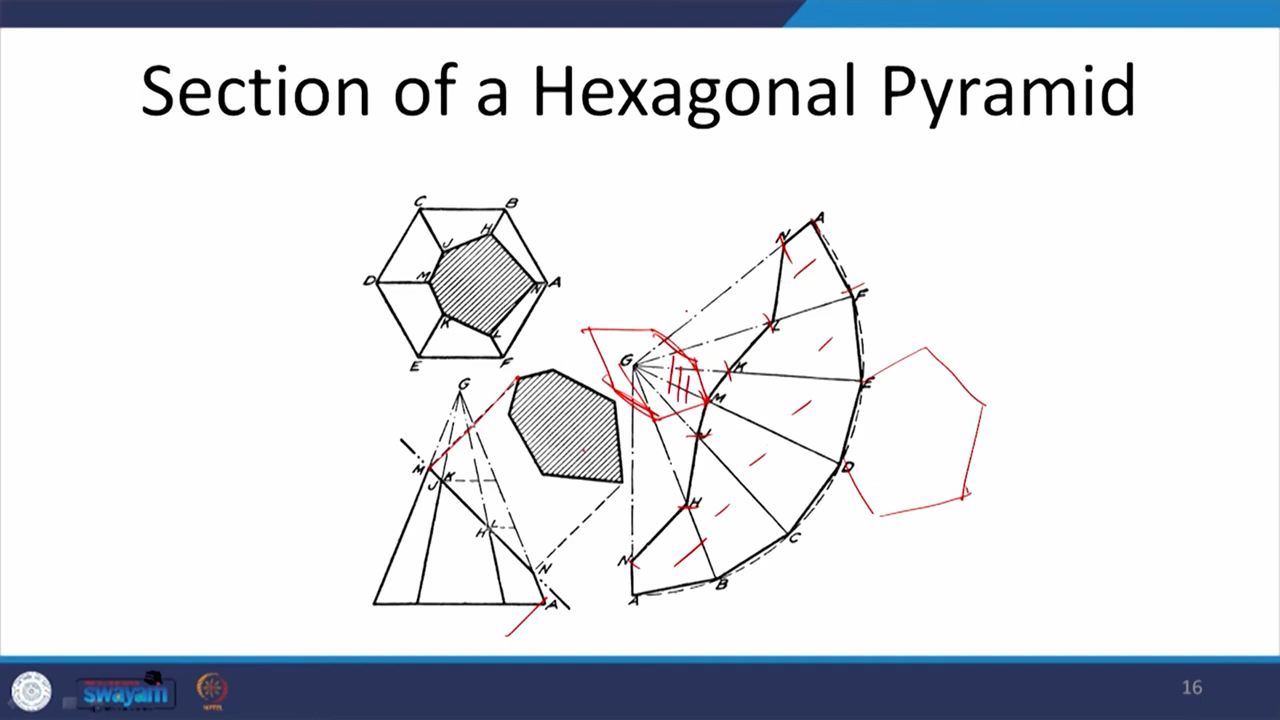 Section of a Hexagonal Pyramid
C B
J H
D M N A
K L
E F
G
M K
J
L
H
N
A
A
N
F
L
G
K
E
M
J
D
H
C
N
B
A
16
swayam